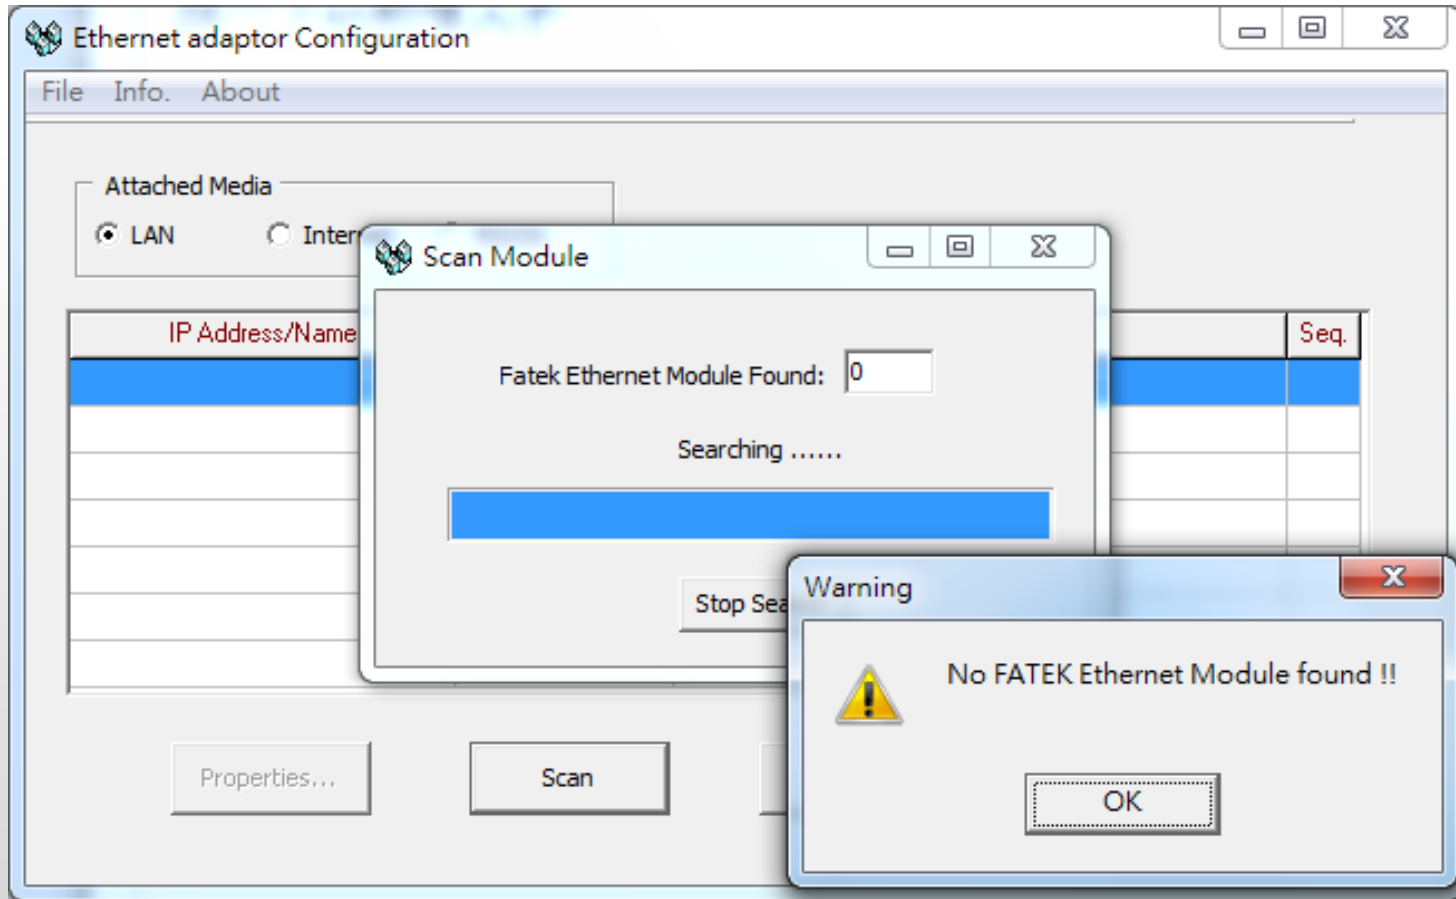 Ethernet adaptor Configuration
File Info. About
Attached Media
LAN
Scan Module
IP Address/Name
Seq.
Fatek Ethernet Module Found: 0
Searching ......
Stop
Warning
No FATEK Ethernet Module found !!
Properties...
Scan
OK